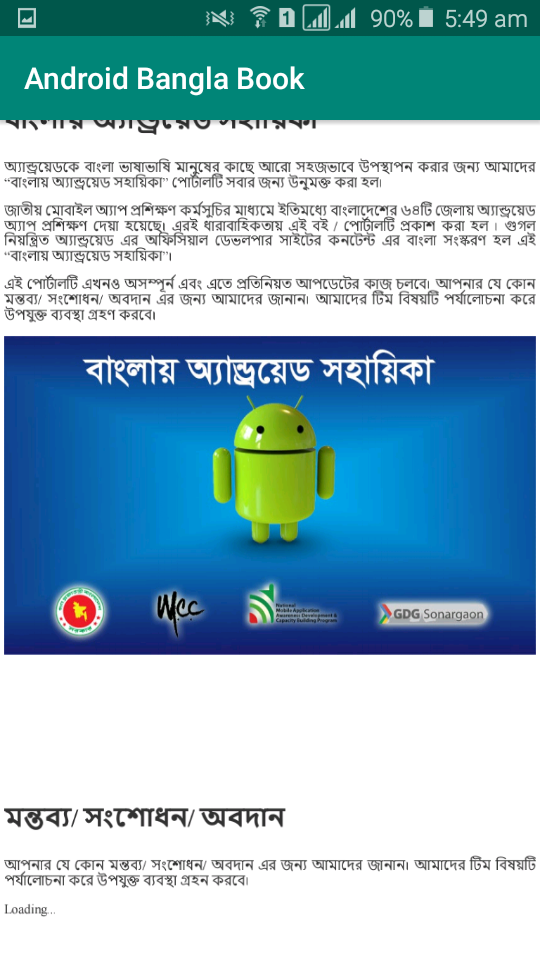 90% 5:49 am
Android Bangla Book
বাংলায় অ্যান্ড্রয়েড সহায়িকা
অ্যান্ড্রয়েডকে বাংলা ভাষাভাষি মানুষের কাছে আরো সহজভাবে উপস্থাপন করার জন্য আমাদের
“বাংলায় অ্যান্ড্রয়েড সহায়িকা” পোর্টালটি সবার জন্য উনুমক্ত করা হল।
জাতীয় মোবাইল অ্যাপ প্রশিক্ষণ কর্মসূচির মাধ্যমে ইতিমধ্যে বাংলাদেশের ৬৪টি জেলায় অ্যান্ড্রয়েড
অ্যাপ প্রশিক্ষণ দেয়া হয়েছে। এরই ধারাবাহিকতায় এই বই / পোর্টালটি প্রকাশ করা হল । গুগল
নিয়ন্ত্রিত অ্যান্ড্রয়েড এর অফিসিয়াল ডেভলপার সাইটের কনটেন্ট এর বাংলা সংস্করণ হল এই
“বাংলায় অ্যান্ড্রয়েড সহায়িকা”।
এই পোর্টালটি এখনও অসম্পূর্ন এবং এতে প্রতিনিয়ত আপডেটের কাজ চলবে। আপনার যে কোন
মন্তব্য/ সংশোধন/ অবদান এর জন্য আমাদের জানান। আমাদের টিম বিষয়টি পর্যালোচনা করে
উপযুক্ত ব্যবস্থা গ্রহণ করবে।
বাংলায় অ্যান্ড্রয়েড সহায়িকা
W.C.C
National
Mobile Application
Awareness Development &
Capacity Building Program
GDG Sonargaon
মন্তব্য/ সংশোধন/ অবদান
আপনার যে কোন মন্তব্য/ সংশোধন/ অবদান এর জন্য আমাদের জানান। আমাদের টিম বিষয়টি
পর্যালোচনা করে উপযুক্ত ব্যবস্থা গ্রহন করবে।
Loading...